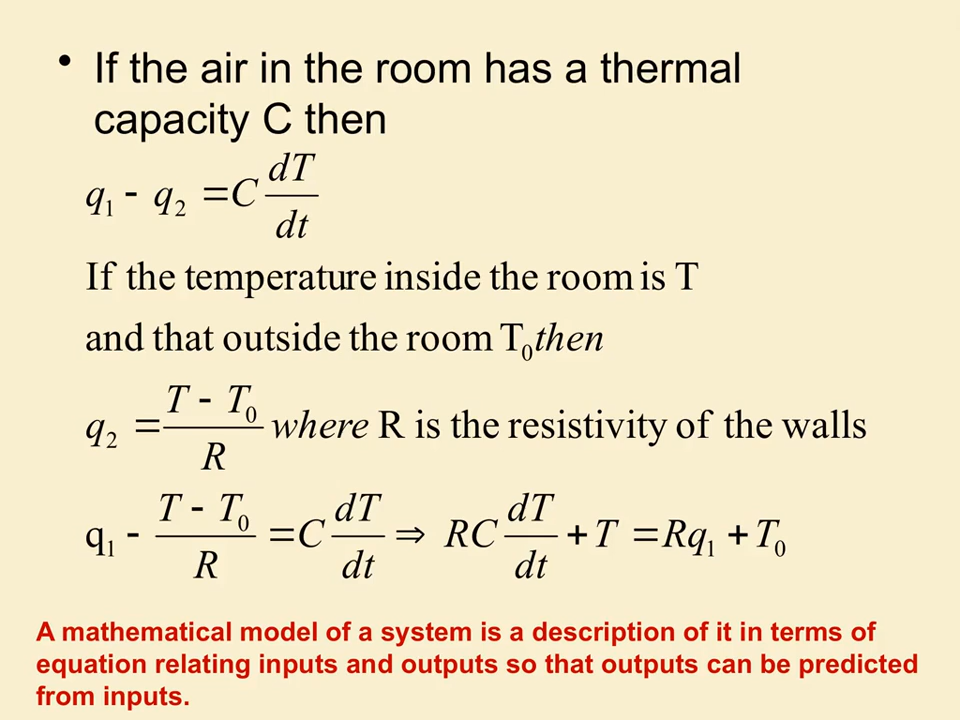 • If the air in the room has a thermal
capacity C then
q₁ - q₂ = C dT/dt
If the temperature inside the room is T
and that outside the room T₀ then
q₂ = (T - T₀)/R where R is the resistivity of the walls
q₁ - (T - T₀)/R = C dT/dt ⇒ RC dT/dt + T = Rq₁ + T₀
A mathematical model of a system is a description of it in terms of
equation relating inputs and outputs so that outputs can be predicted
from inputs.